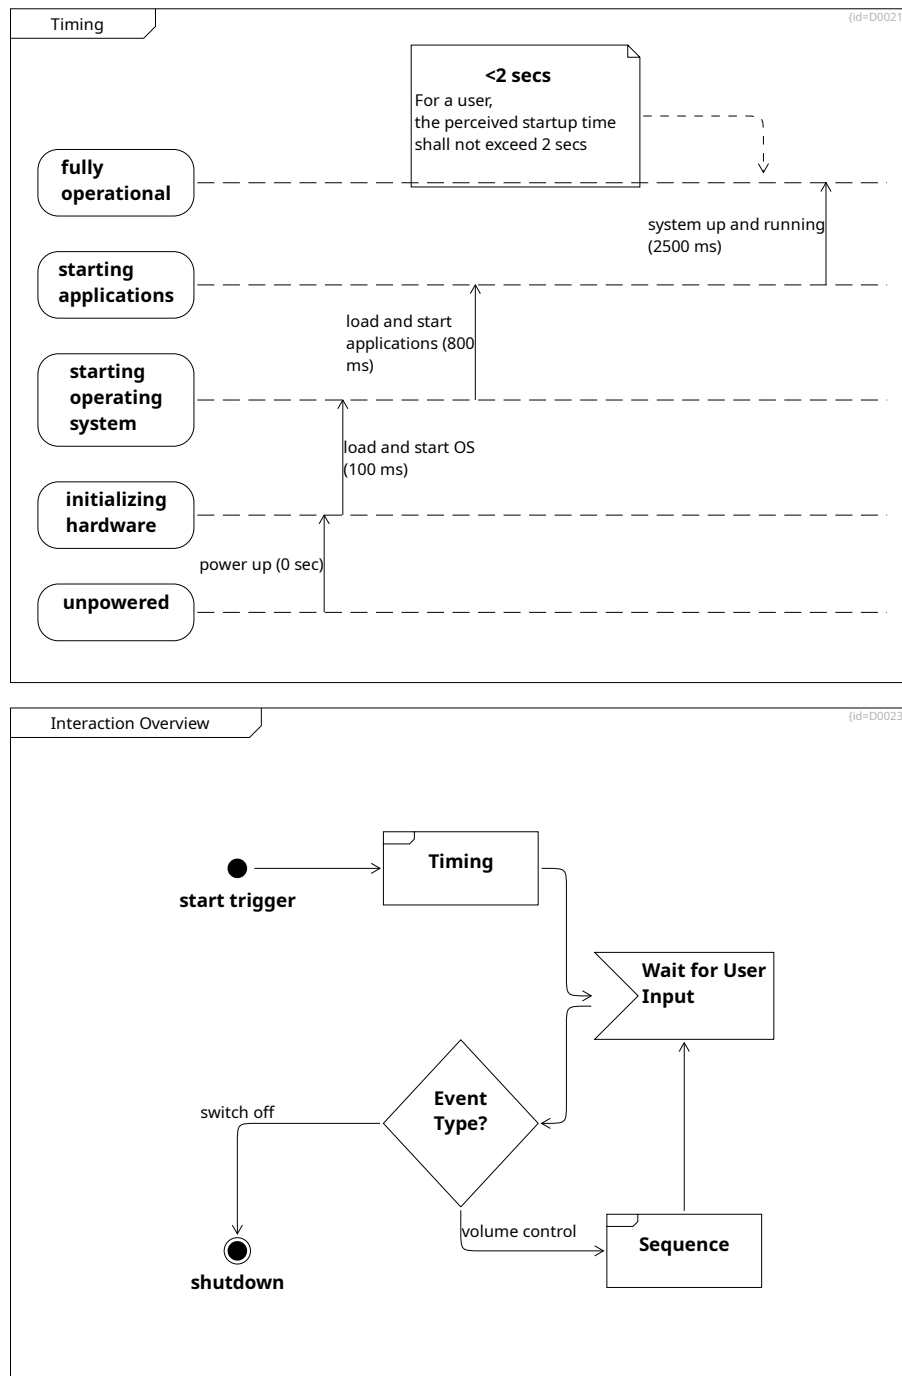 Timing
{id=D0021
<2 secs
For a user,
the perceived startup time
shall not exceed 2 secs
fully
operational
system up and running
(2500 ms)
starting
applications
load and start
applications (800
ms)
starting
operating
system
load and start OS
(100 ms)
initializing
hardware
power up (0 sec)
unpowered
Interaction Overview
{id=D0023
Timing
start trigger
Wait for User
Input
Event
Type?
switch off
volume control
Sequence
shutdown